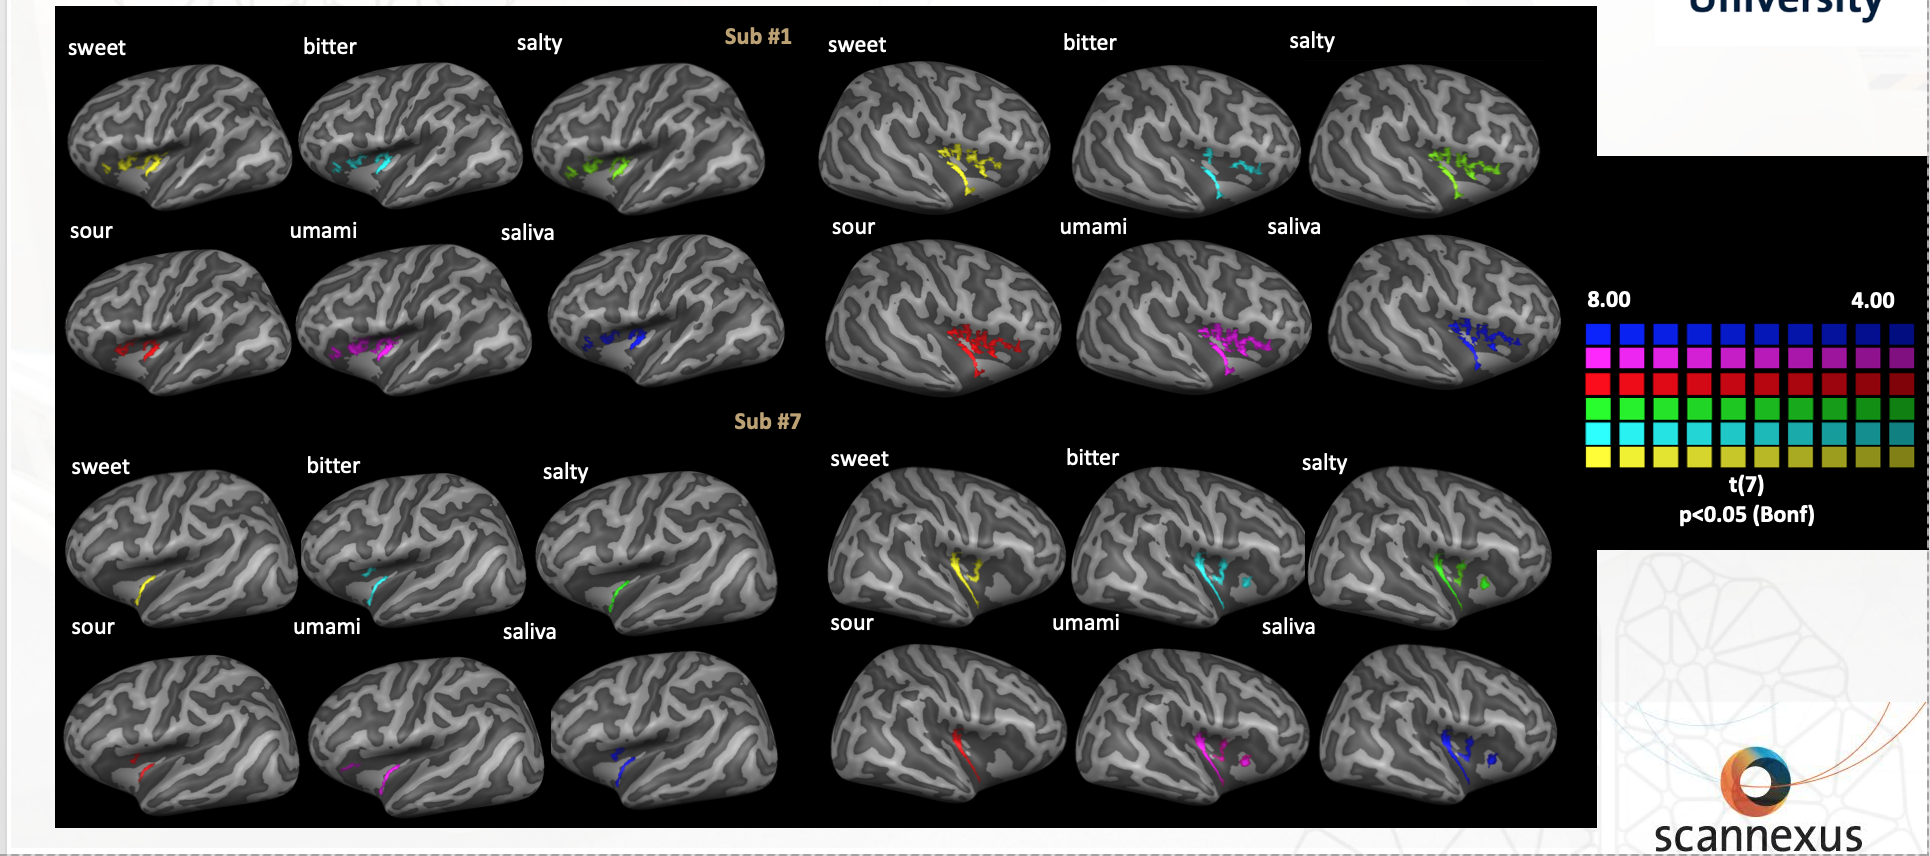 University
Sub #1
sweet
bitter
salty
sweet
bitter
salty
sour
umami
saliva
sour
umami
saliva
8.00
4.00
t(7)
p<0.05 (Bonf)
Sub #7
sweet
bitter
salty
sweet
bitter
salty
sour
umami
saliva
sour
umami
saliva
scannexus